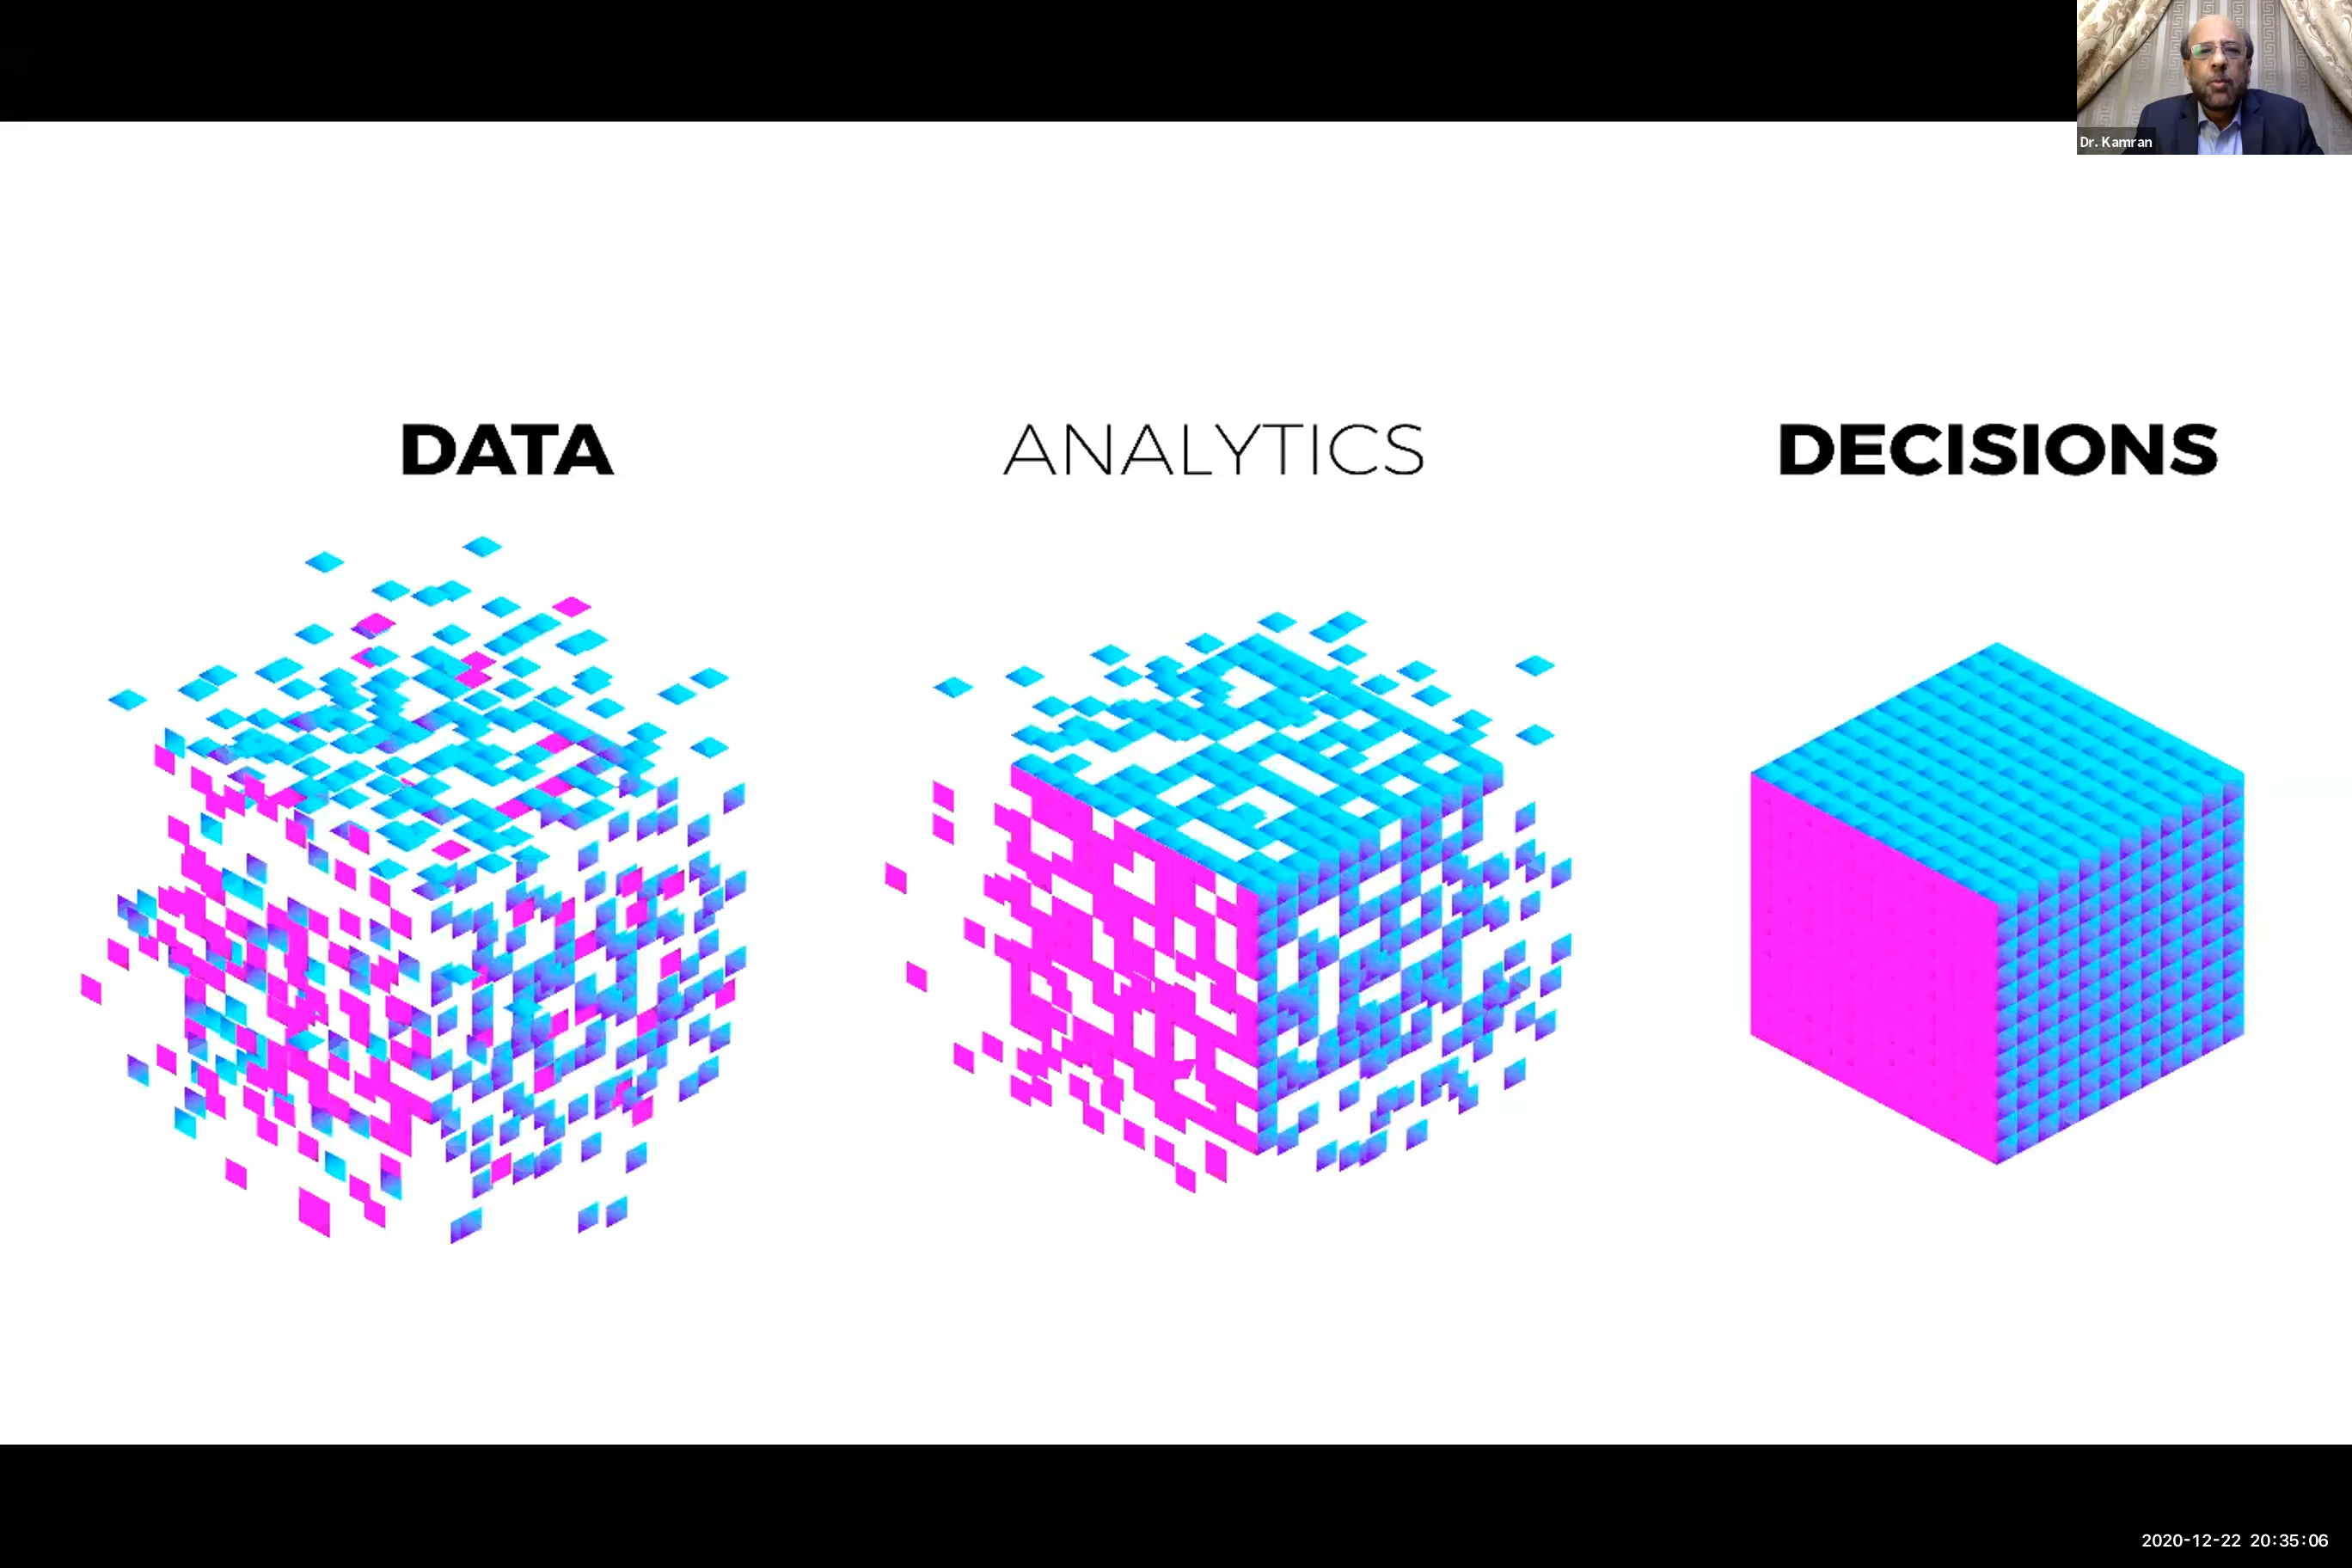 Dr. Kamran
DATA
ANALYTICS
DECISIONS
2020-12-22 20:35:06